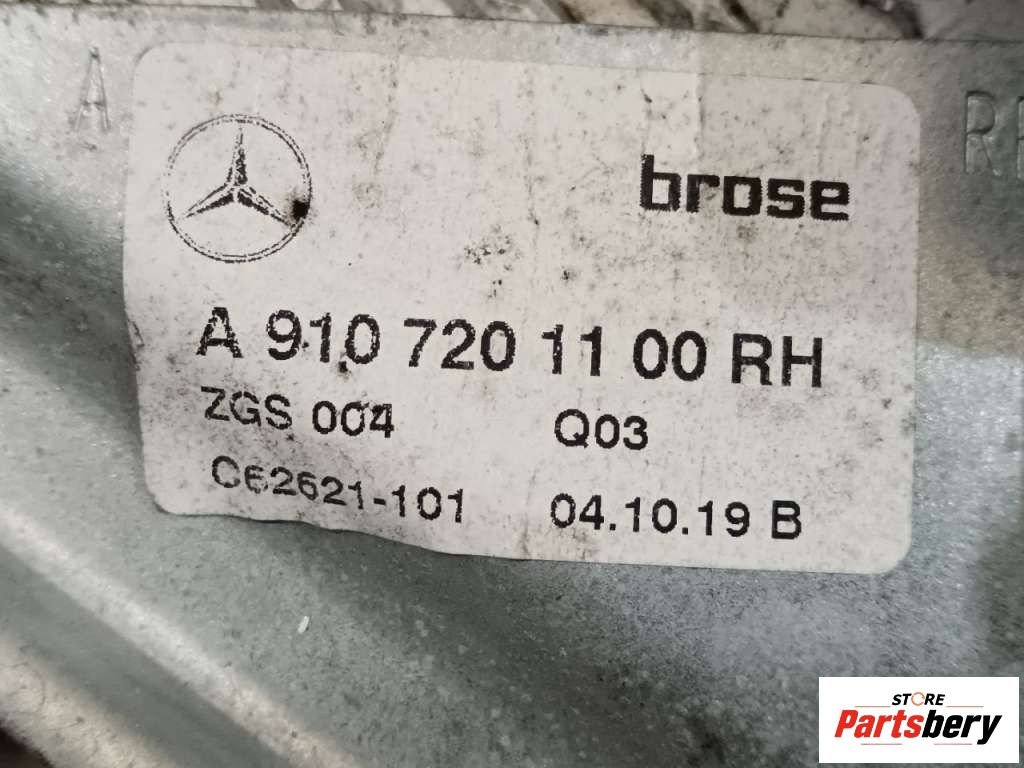 A
brose
A 910 720 11 00 RH
ZGS 004 Q03
C62621-101 04.10.19 B
STORE
Partsbery